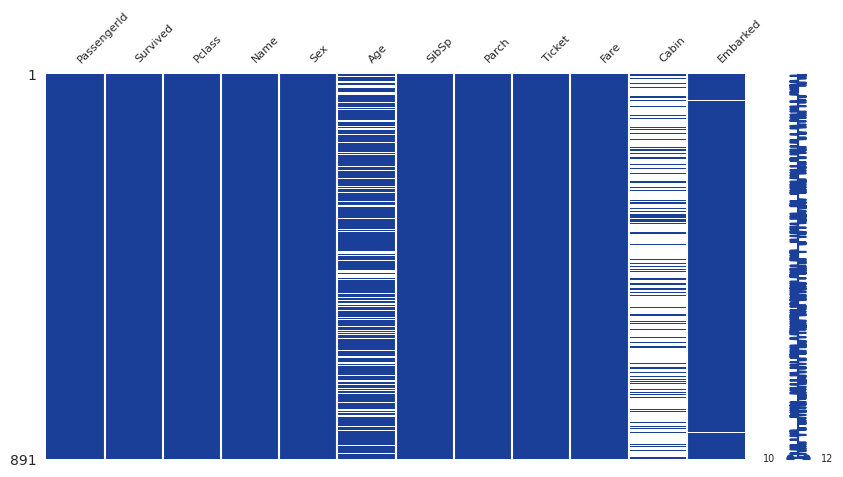 PassengerId
Survived
Pclass
Name
Sex
Age
SibSp
Parch
Ticket
Fare
Cabin
Embarked
1
891
10
12